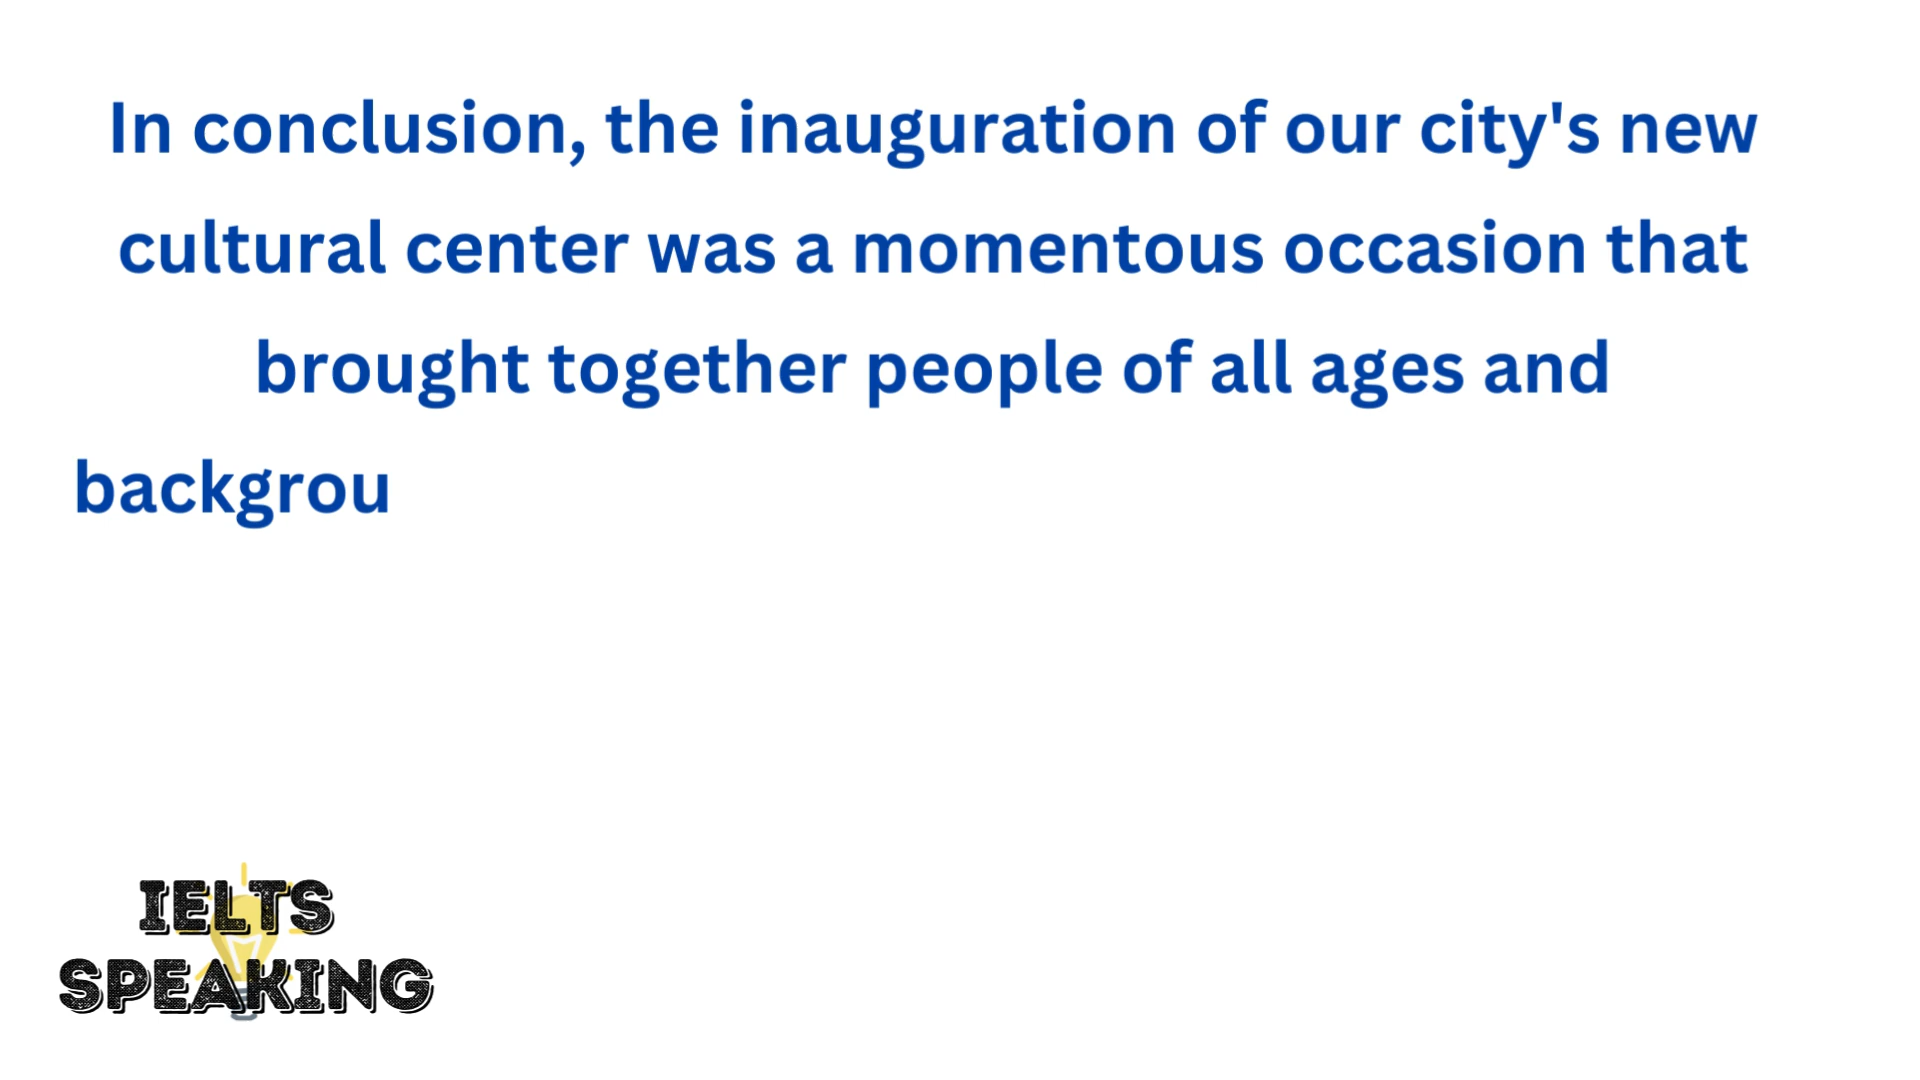 In conclusion, the inauguration of our city's new
cultural center was a momentous occasion that
brought together people of all ages and
backgrou
IELTS
SPEAKING